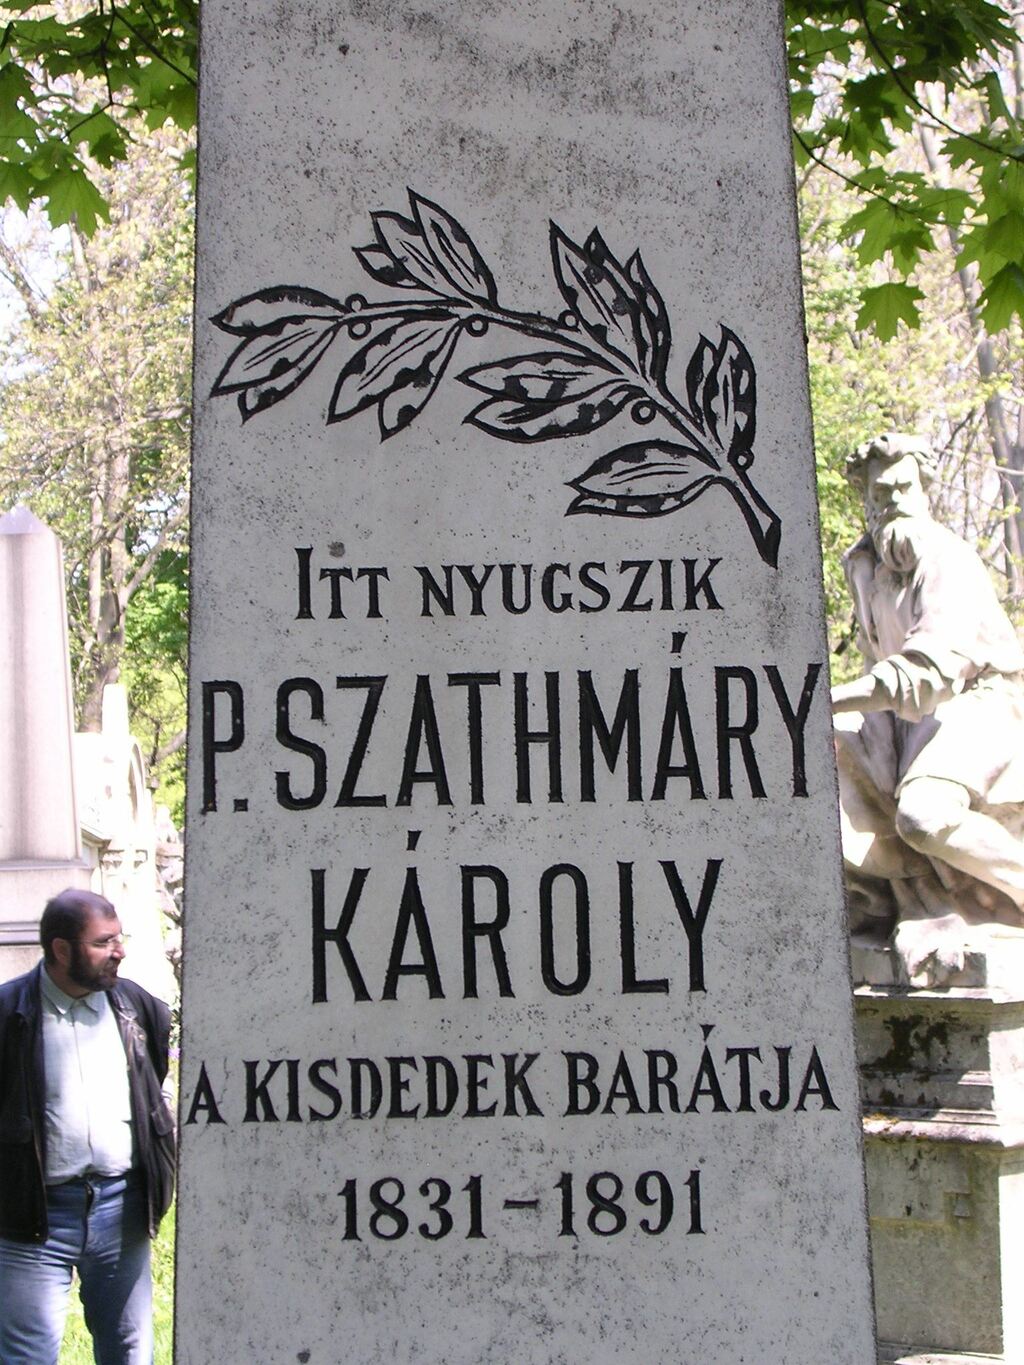 ITT NYUGSZIK
P. SZATHMÁRY
KÁROLY
A KISDEDEK BARÁTJA
1831-1891